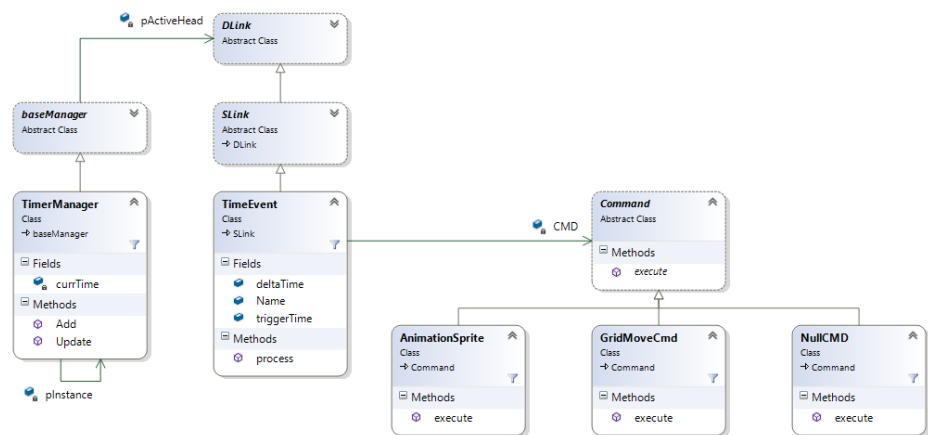 pActiveHead
DLink
Abstract Class
baseManager
Abstract Class
SLink
Abstract Class
DLink
TimerManager
Class
baseManager
Fields
currTime
Methods
Add
Update
pInstance
TimeEvent
Class
SLink
Fields
deltaTime
Name
triggerTime
Methods
process
CMD
Command
Abstract Class
Methods
execute
AnimationSprite
Class
Command
Methods
execute
GridMoveCmd
Class
Command
Methods
execute
NullCMD
Class
Command
Methods
execute